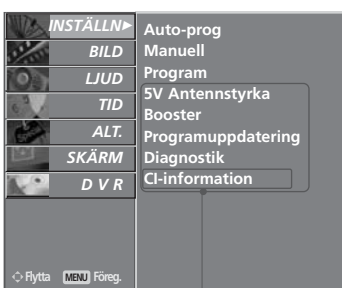 INSTÄLLN►
BILD
LJUD
TID
ALT.
SKÄRM
D V R
Auto-prog
Manuell
Program
5V Antennstyrka
Booster
Programuppdatering
Diagnostik
CI-information
Flytta MENU Föreg.